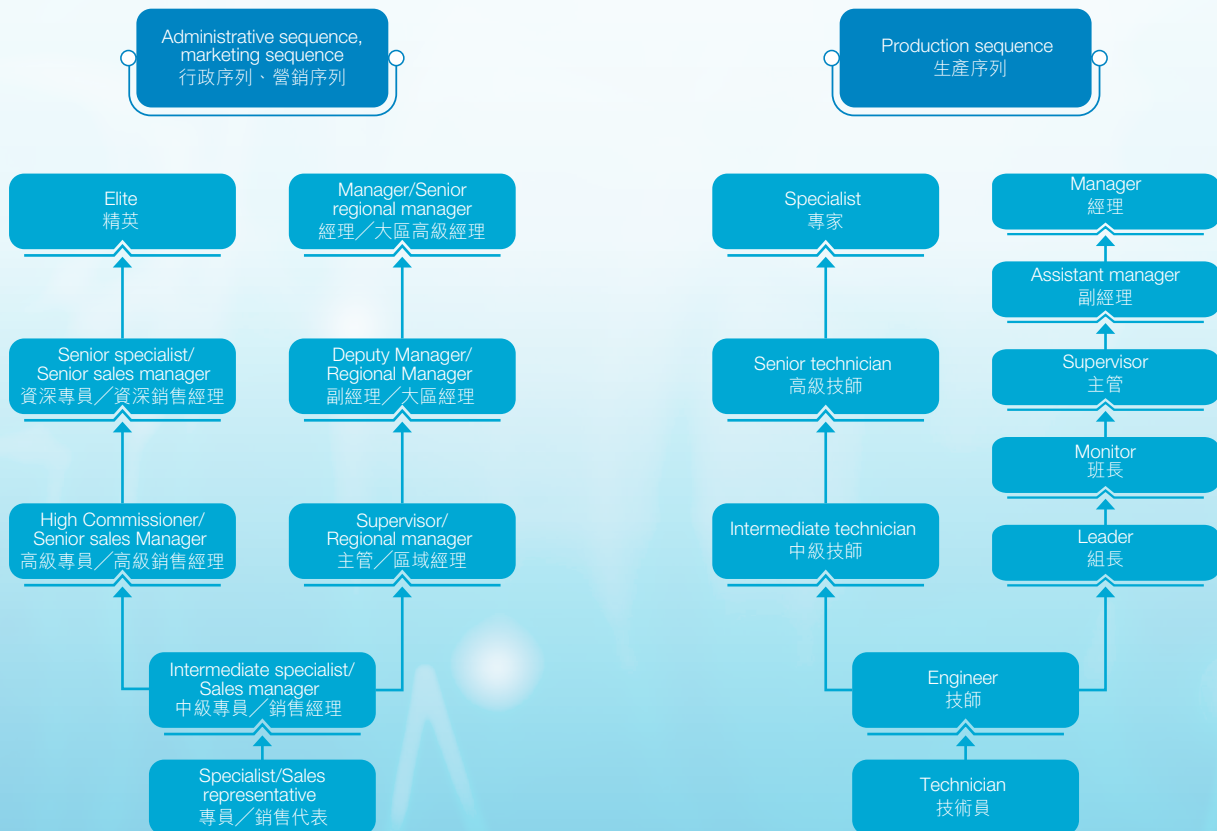 Administrative sequence,
marketing sequence
行政序列、營銷序列
Elite
精英
Manager/Senior
regional manager
經理／大區高級經理
Senior specialist/
Senior sales manager
資深專員／資深銷售經理
Deputy Manager/
Regional Manager
副經理／大區經理
High Commissioner/
Senior sales Manager
高級專員／高級銷售經理
Supervisor/
Regional manager
主管／區域經理
Intermediate specialist/
Sales manager
中級專員／銷售經理
Specialist/Sales
representative
專員／銷售代表
Production sequence
生產序列
Specialist
專家
Manager
經理
Assistant manager
副經理
Senior technician
高級技師
Supervisor
主管
Monitor
班長
Intermediate technician
中級技師
Leader
組長
Engineer
技師
Technician
技術員